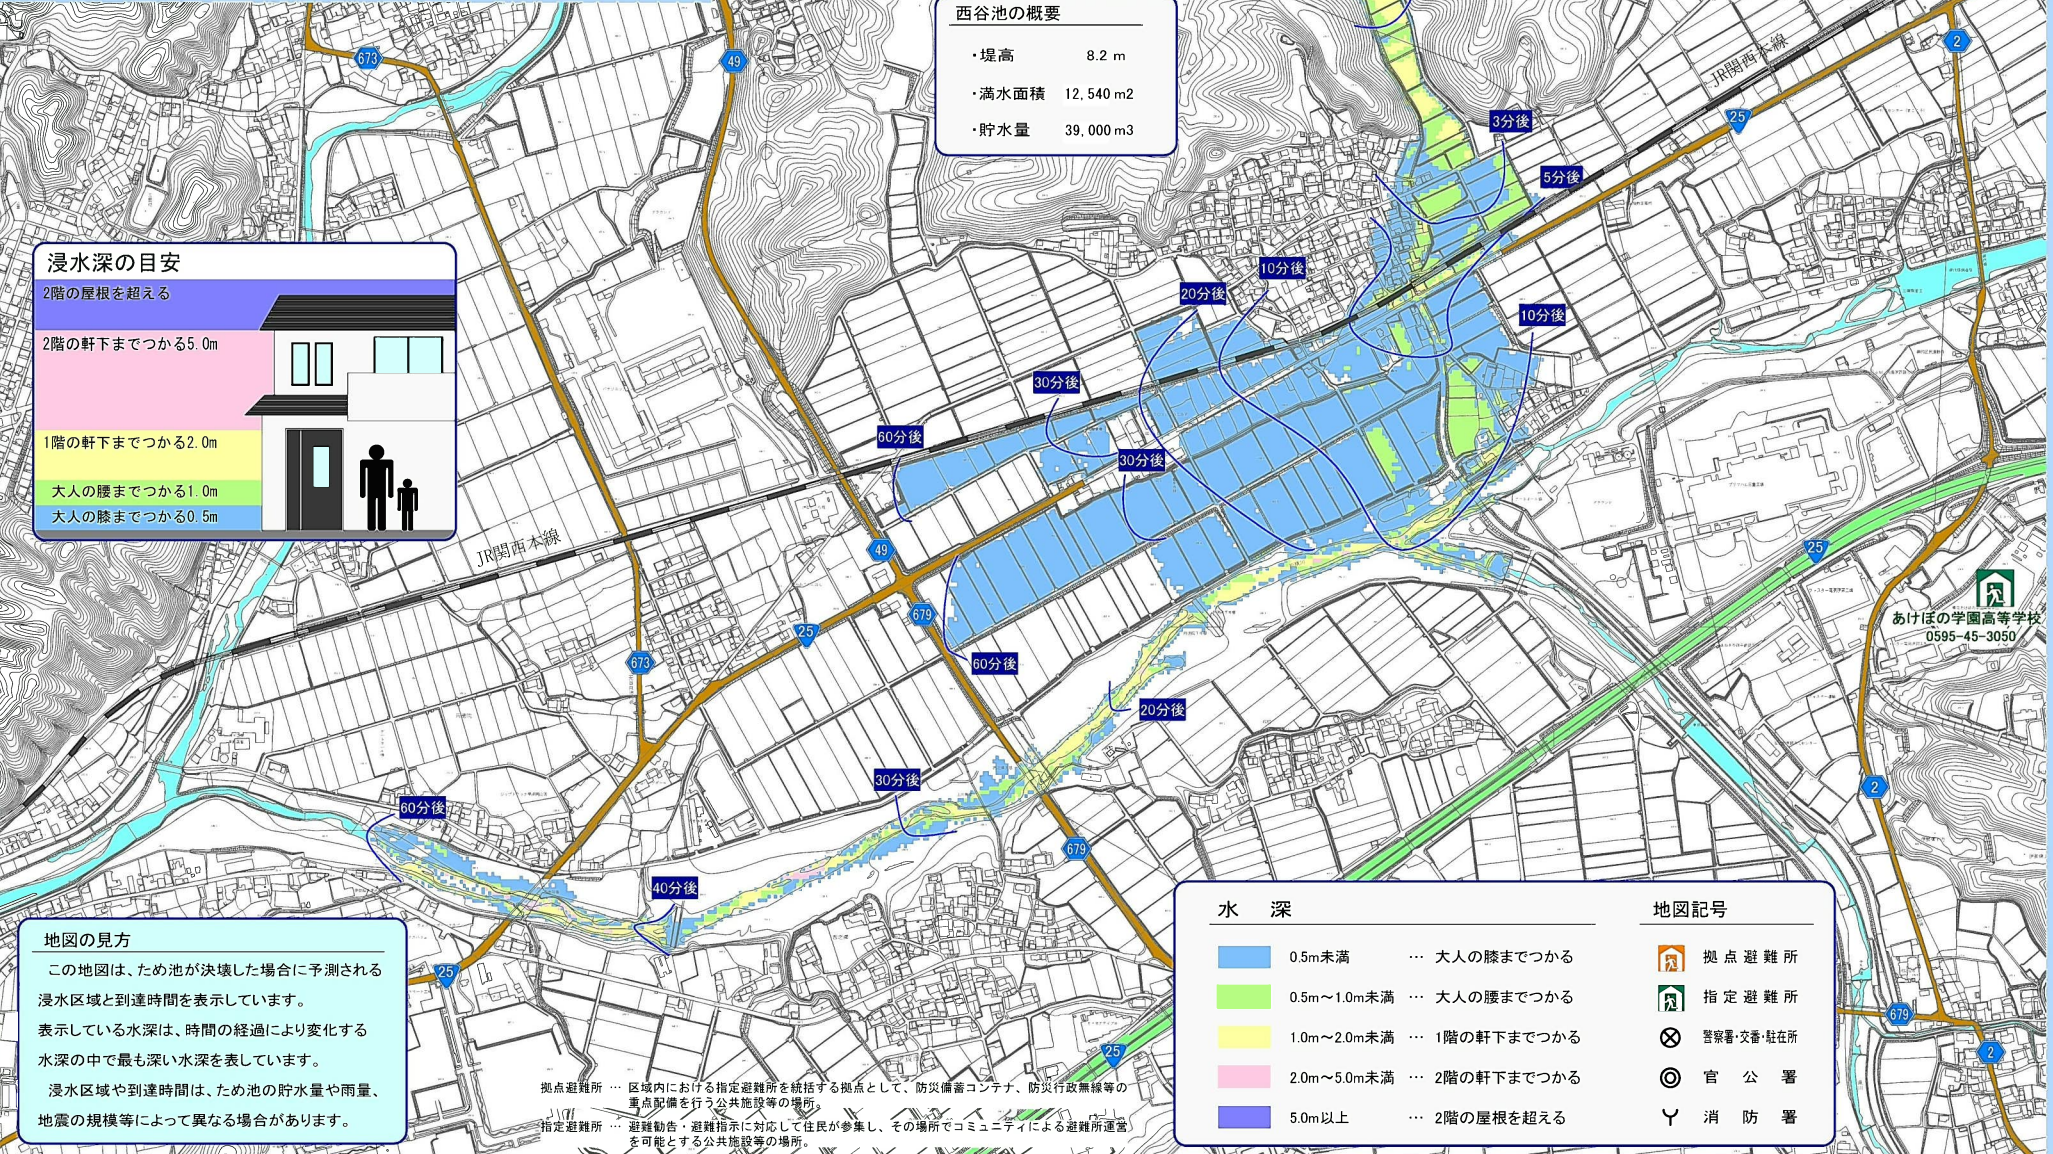 西谷池の概要
・堤高 8.2 m
・満水面積 12,540 m2
・貯水量 39,000 m3
673
49
2
JR関西本線
25
3分後
5分後
10分後
20分後
10分後
30分後
60分後
30分後
浸水深の目安
2階の屋根を超える
2階の軒下までつかる5.0m
1階の軒下までつかる2.0m
大人の腰までつかる1.0m
大人の膝までつかる0.5m
JR関西本線
49
679
25
673
60分後
20分後
30分後
60分後
40分後
25
あけぼの学園高等学校
0595-45-3050
2
679
25
679
2
25
地図の見方
この地図は、ため池が決壊した場合に予測される
浸水区域と到達時間を表示しています。
表示している水深は、時間の経過により変化する
水深の中で最も深い水深を表しています。
浸水区域や到達時間は、ため池の貯水量や雨量、
地震の規模等によって異なる場合があります。
拠点避難所 … 区域内における指定避難所を統括する拠点として、防災備蓄コンテナ、防災行政無線等の
重点配備を行う公共施設等の場所。
指定避難所 … 避難勧告・避難指示に対応して住民が参集し、その場所でコミュニティによる避難所運営
を可能とする公共施設等の場所。
水 深
0.5m未満 … 大人の膝までつかる
0.5m～1.0m未満 … 大人の腰までつかる
1.0m～2.0m未満 … 1階の軒下までつかる
2.0m～5.0m未満 … 2階の軒下までつかる
5.0m以上 … 2階の屋根を超える
地図記号
拠点避難所
指定避難所
警察署・交番・駐在所
官公署
消防署